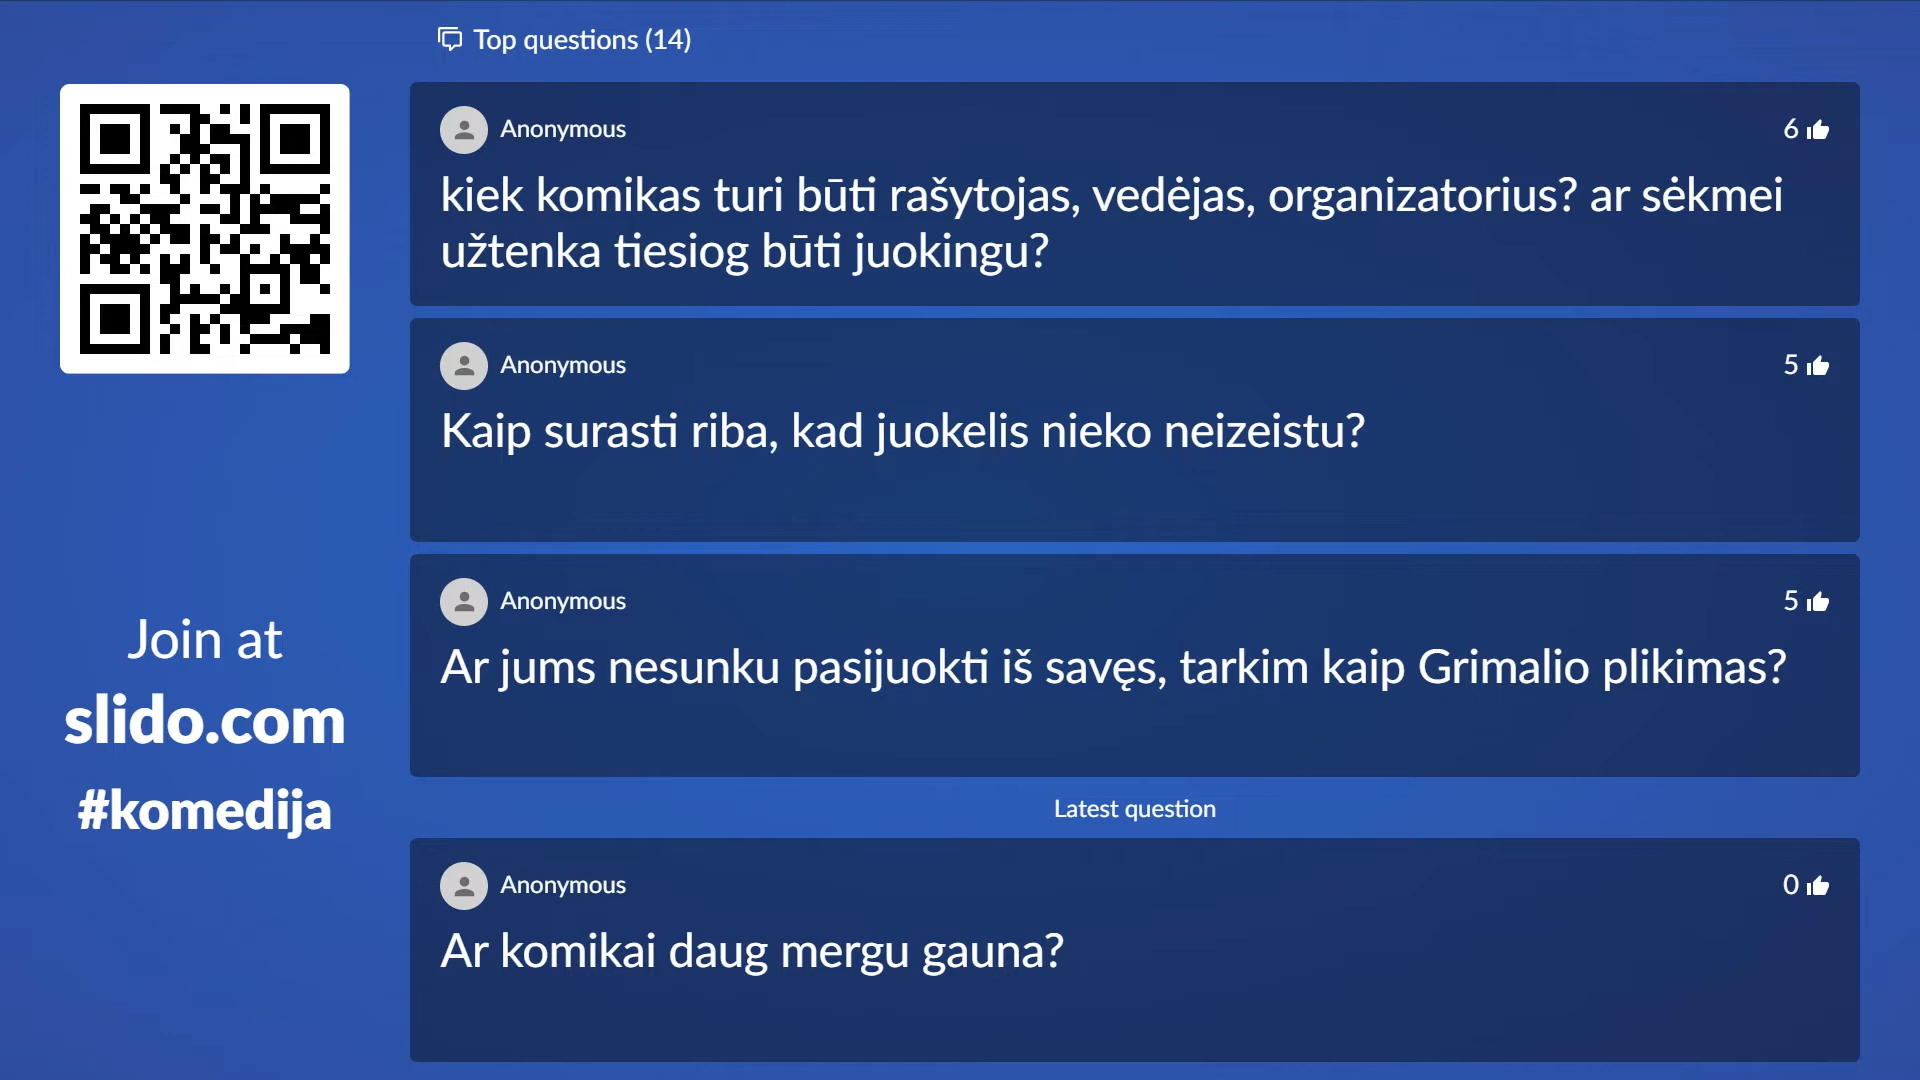 Top questions (14)
Anonymous
6
kiek komikas turi būti rašytojas, vedėjas, organizatorius? ar sėkmei
užtenka tiesiog būti juokingu?
Anonymous
5
Kaip surasti riba, kad juokelis nieko neizeistu?
Anonymous
5
Ar jums nesunku pasijuokti iš savęs, tarkim kaip Grimalio plikimas?
Join at
slido.com
#komedija
Latest question
Anonymous
0
Ar komikai daug mergu gauna?